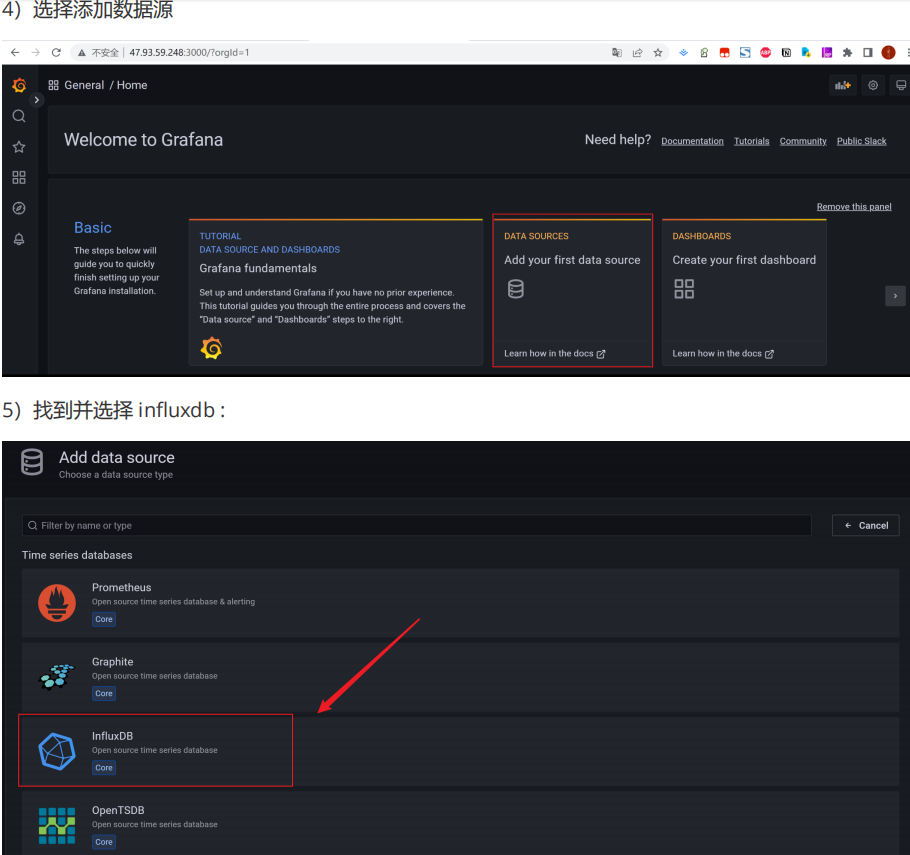 4）选择添加数据源
不安全 | 47.93.59.248:3000/?orgId=1
General / Home
Welcome to Grafana
Need help? Documentation Tutorials Community Public Slack
Remove this panel
Basic
The steps below will
guide you to quickly
finish setting up your
Grafana installation.
TUTORIAL
DATA SOURCE AND DASHBOARDS
Grafana fundamentals
Set up and understand Grafana if you have no prior experience.
This tutorial guides you through the entire process and covers the
"Data source" and "Dashboards" steps to the right.
DATA SOURCES
Add your first data source
Learn how in the docs
DASHBOARDS
Create your first dashboard
Learn how in the docs
5）找到并选择 influxdb :
Add data source
Choose a data source type
Filter by name or type
Cancel
Time series databases
Prometheus
Open source time series database & alerting
Core
Graphite
Open source time series database
Core
InfluxDB
Open source time series database
Core
OpenTSDB
Open source time series database
Core